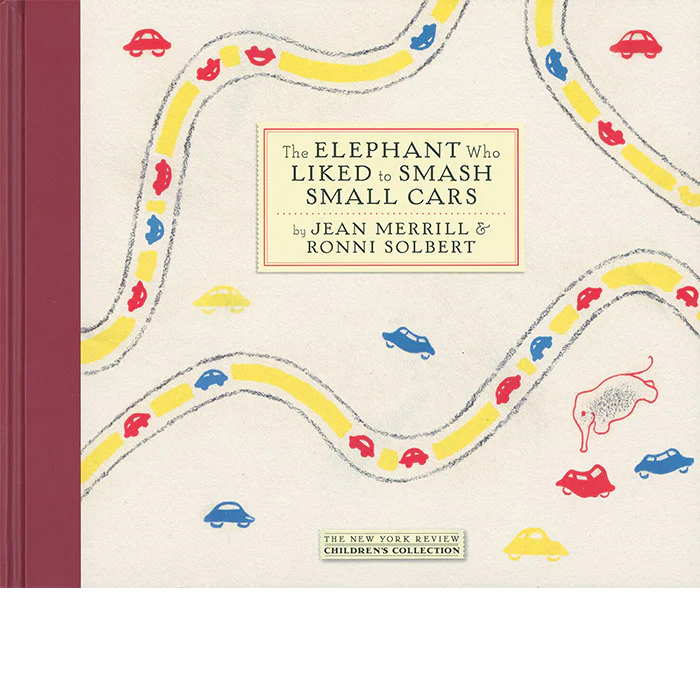 The ELEPHANT Who
LIKED to SMASH
SMALL CARS
by JEAN MERRILL &
RONNI SOLBERT
THE NEW YORK REVIEW
CHILDREN'S COLLECTION